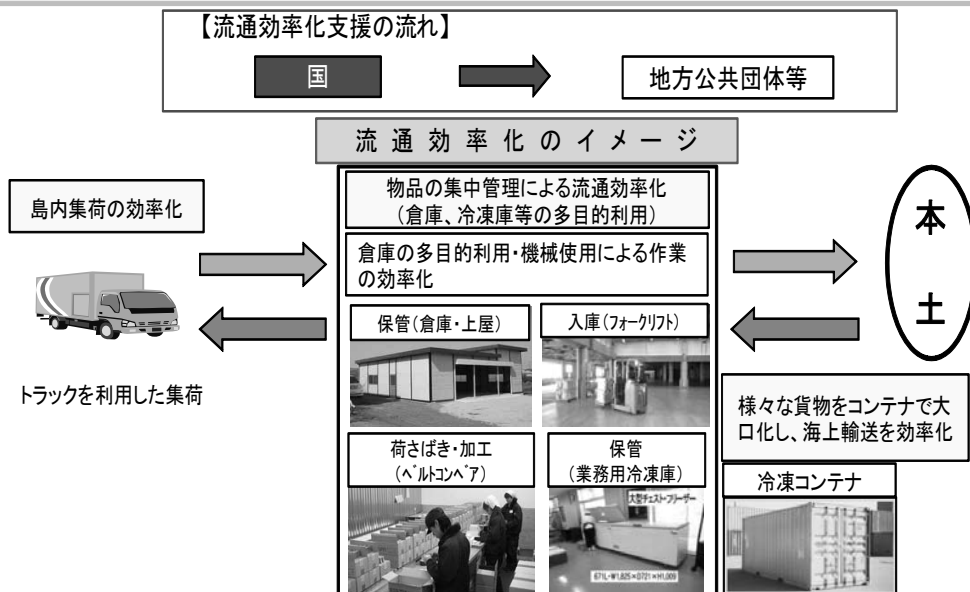 【流通効率化支援の流れ】
国
地方公共団体等
流通効率化のイメージ
島内集荷の効率化
物品の集中管理による流通効率化
（倉庫、冷凍庫等の多目的利用）
倉庫の多目的利用・機械使用による作業
の効率化
本
土
保管（倉庫・上屋）
入庫（フォークリフト）
トラックを利用した集荷
様々な貨物をコンテナで大
口化し、海上輸送を効率化
荷さばき・加工
（ﾍﾞﾙﾄｺﾝﾍﾞｱ）
保管
（業務用冷凍庫）
冷凍コンテナ
大型チェスト・フリーザー
671L・W1,825×D721×H1,009